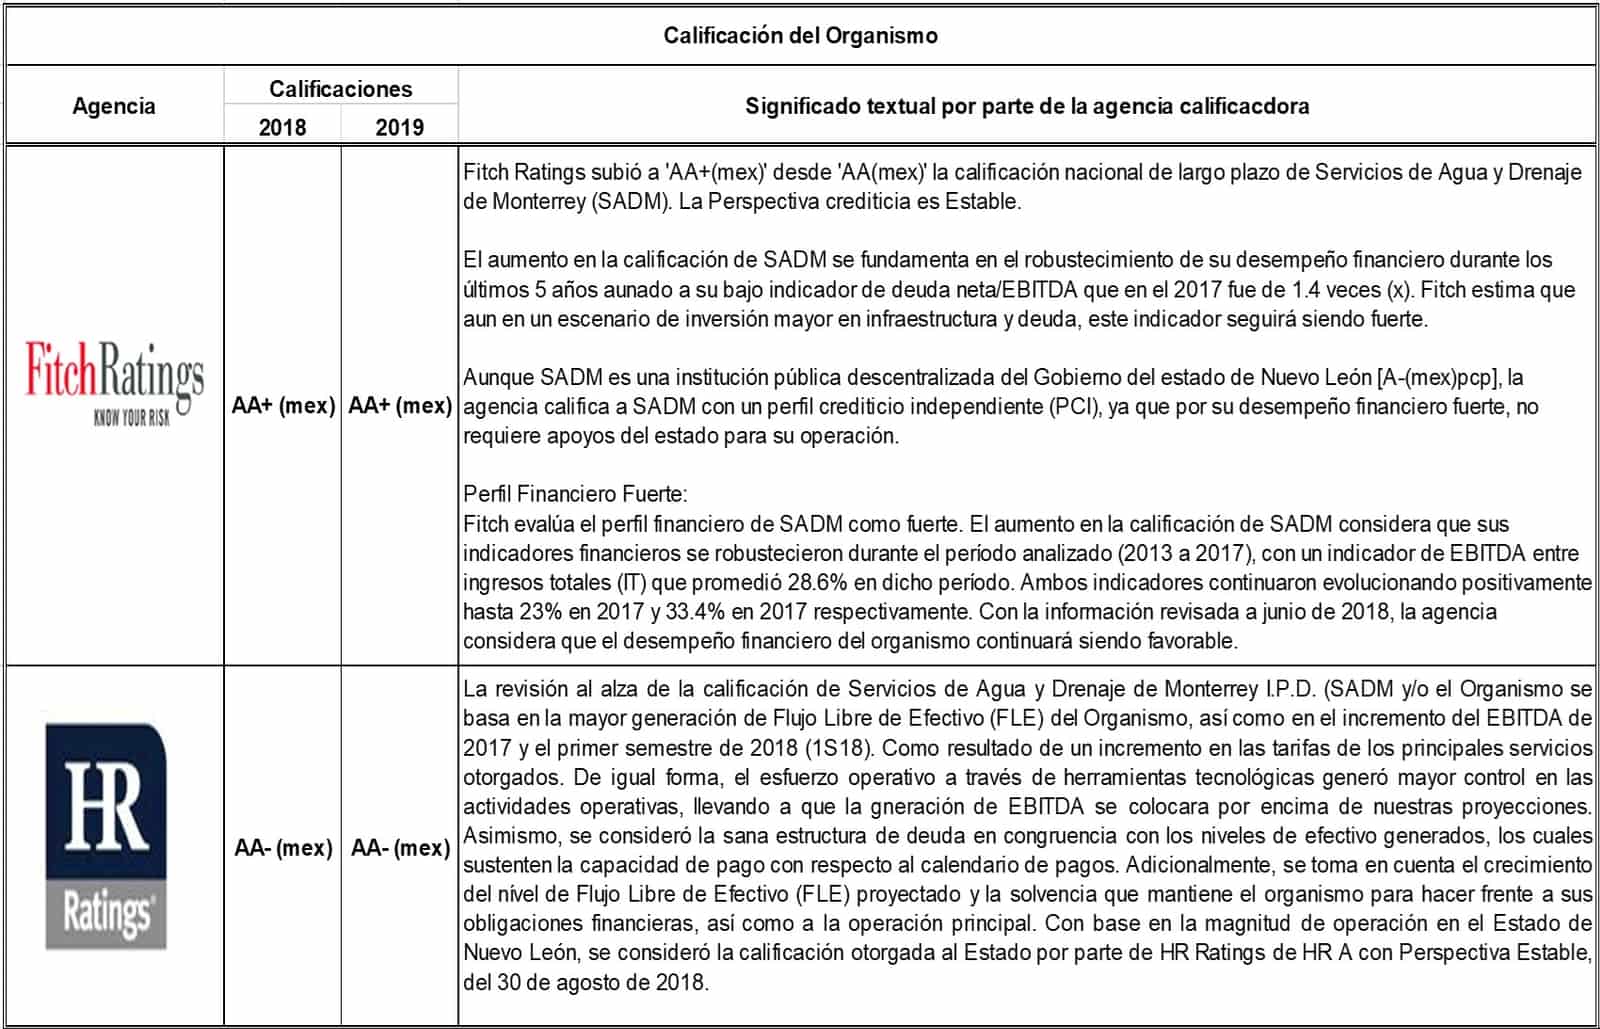 Calificación del Organismo
Agencia
Calificaciones
2018 2019
Significado textual por parte de la agencia calificacdora
FitchRatings
KNOW YOUR RISK
AA+ (mex) AA+ (mex)
Fitch Ratings subió a 'AA+(mex)' desde 'AA(mex)' la calificación nacional de largo plazo de Servicios de Agua y Drenaje
de Monterrey (SADM). La Perspectiva crediticia es Estable.
El aumento en la calificación de SADM se fundamenta en el robustecimiento de su desempeño financiero durante los
últimos 5 años aunado a su bajo indicador de deuda neta/EBITDA que en el 2017 fue de 1.4 veces (x). Fitch estima que
aun en un escenario de inversión mayor en infraestructura y deuda, este indicador seguirá siendo fuerte.
Aunque SADM es una institución pública descentralizada del Gobierno del estado de Nuevo León [A-(mex)pcp], la
agencia califica a SADM con un perfil crediticio independiente (PCI), ya que por su desempeño financiero fuerte, no
requiere apoyos del estado para su operación.
Perfil Financiero Fuerte:
Fitch evalúa el perfil financiero de SADM como fuerte. El aumento en la calificación de SADM considera que sus
indicadores financieros se robustecieron durante el período analizado (2013 a 2017), con un indicador de EBITDA entre
ingresos totales (IT) que promedió 28.6% en dicho período. Ambos indicadores continuaron evolucionando positivamente
hasta 23% en 2017 y 33.4% en 2017 respectivamente. Con la información revisada a junio de 2018, la agencia
considera que el desempeño financiero del organismo continuará siendo favorable.
HR
Ratings®
AA- (mex) AA- (mex)
La revisión al alza de la calificación de Servicios de Agua y Drenaje de Monterrey I.P.D. (SADM y/o el Organismo se
basa en la mayor generación de Flujo Libre de Efectivo (FLE) del Organismo, así como en el incremento del EBITDA de
2017 y el primer semestre de 2018 (1S18). Como resultado de un incremento en las tarifas de los principales servicios
otorgados. De igual forma, el esfuerzo operativo a través de herramientas tecnológicas generó mayor control en las
actividades operativas, llevando a que la gneración de EBITDA se colocara por encima de nuestras proyecciones.
Asimismo, se consideró la sana estructura de deuda en congruencia con los niveles de efectivo generados, los cuales
sustenten la capacidad de pago con respecto al calendario de pagos. Adicionalmente, se toma en cuenta el crecimiento
del nível de Flujo Libre de Efectivo (FLE) proyectado y la solvencia que mantiene el organismo para hacer frente a sus
obligaciones financieras, así como a la operación principal. Con base en la magnitud de operación en el Estado de
Nuevo León, se consideró la calificación otorgada al Estado por parte de HR Ratings de HR A con Perspectiva Estable,
del 30 de agosto de 2018.